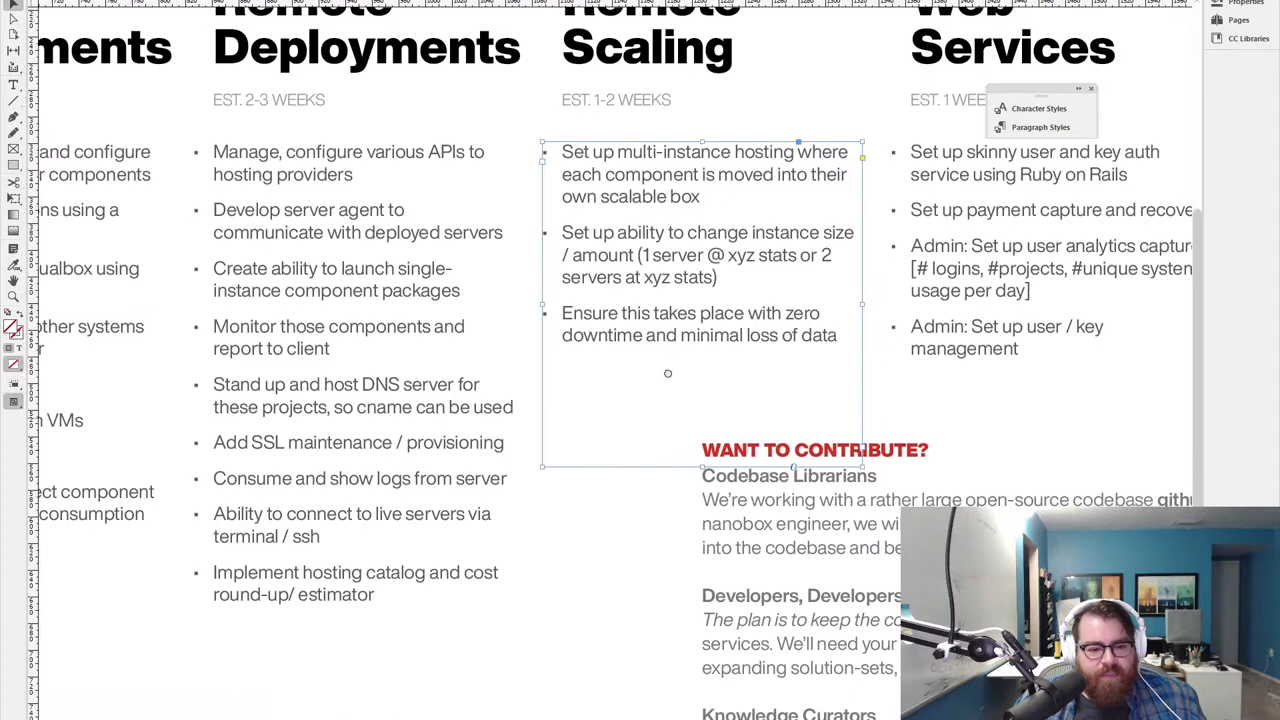 Properties
Pages
CC Libraries
Remote
Remote
Web
ments
Deployments
Scaling
Services
EST. 2-3 WEEKS
EST. 1-2 WEEKS
EST. 1 WEE
Character Styles
Paragraph Styles
and configure
r components
ns using a
ualbox using
other systems
r
n VMs
ect component
consumption
▪ Manage, configure various APIs to
hosting providers
▪ Develop server agent to
communicate with deployed servers
▪ Create ability to launch single-
instance component packages
▪ Monitor those components and
report to client
▪ Stand up and host DNS server for
these projects, so cname can be used
▪ Add SSL maintenance / provisioning
▪ Consume and show logs from server
▪ Ability to connect to live servers via
terminal / ssh
▪ Implement hosting catalog and cost
round-up/ estimator
▪ Set up multi-instance hosting where
each component is moved into their
own scalable box
▪ Set up ability to change instance size
/ amount (1 server @ xyz stats or 2
servers at xyz stats)
▪ Ensure this takes place with zero
downtime and minimal loss of data
▪ Set up skinny user and key auth
service using Ruby on Rails
▪ Set up payment capture and recove
▪ Admin: Set up user analytics captur
[# logins, #projects, #unique system
usage per day]
▪ Admin: Set up user / key
management
WANT TO CONTRIBUTE?
Codebase Librarians
We're working with a rather large open-source codebase gith
nanobox engineer, we wi
into the codebase and be
Developers, Developers
The plan is to keep the co
services. We'll need your
expanding solution-sets,
Knowledge Curators